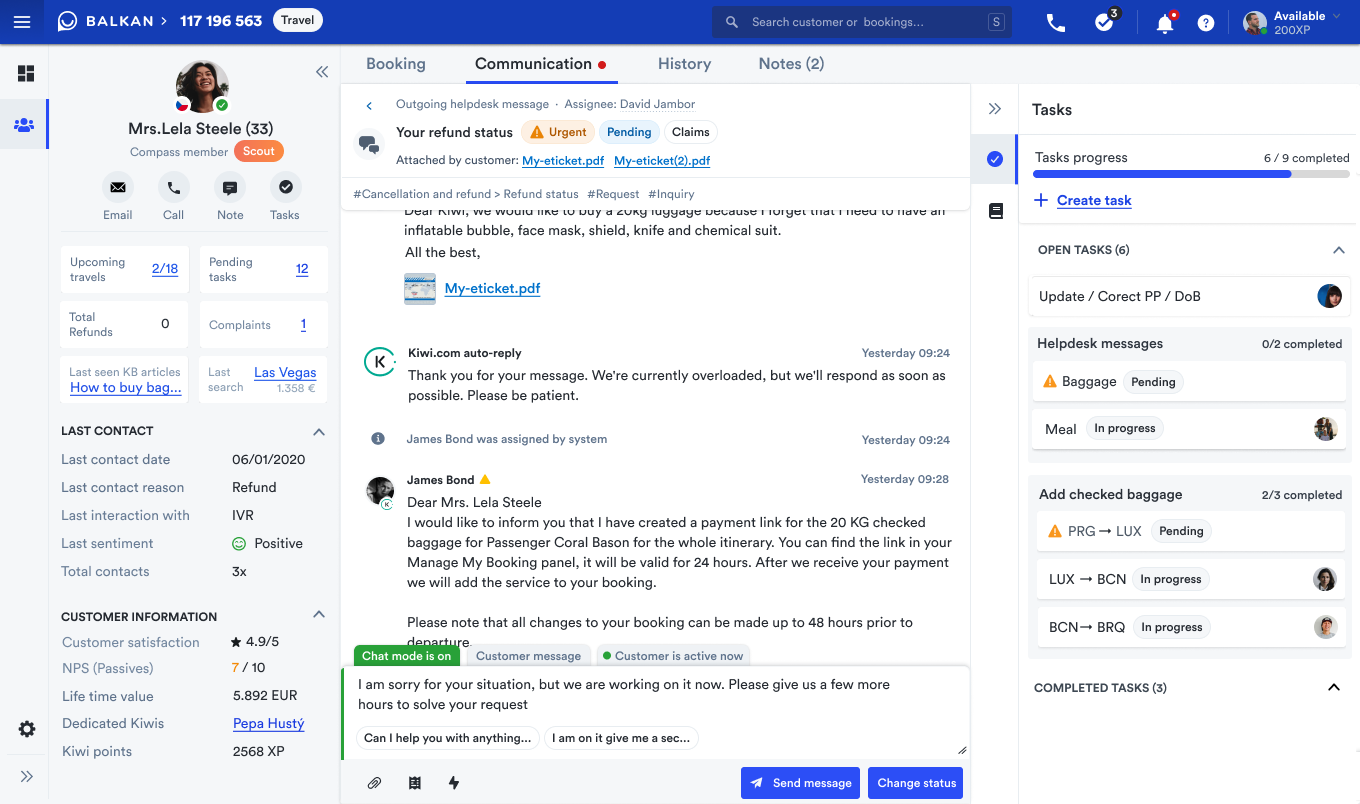 BALKAN > 117 196 563 Travel
Search customer or bookings... S
3
Available
200XP
Mrs.Lela Steele (33)
Compass member Scout
Email Call Note Tasks
Upcoming travels 2/18
Pending tasks 12
Total Refunds 0
Complaints 1
Last seen KB articles
How to buy bag...
Last search Las Vegas
1.358 €
LAST CONTACT
Last contact date 06/01/2020
Last contact reason Refund
Last interaction with IVR
Last sentiment Positive
Total contacts 3x
CUSTOMER INFORMATION
Customer satisfaction 4.9/5
NPS (Passives) 7 / 10
Life time value 5.892 EUR
Dedicated Kiwis Pepa Hustý
Kiwi points 2568 XP
Booking Communication History Notes (2)
Outgoing helpdesk message · Assignee: David Jambor
Your refund status Urgent Pending Claims
Attached by customer: My-eticket.pdf My-eticket(2).pdf
#Cancellation and refund > Refund status #Request #Inquiry
Dear Kiwi, we would like to buy a 20kg luggage because I forget that I need to have an
inflatable bubble, face mask, shield, knife and chemical suit.
All the best,
My-eticket.pdf
K
Kiwi.com auto-reply Yesterday 09:24
Thank you for your message. We're currently overloaded, but we'll respond as soon as
possible. Please be patient.
James Bond was assigned by system Yesterday 09:24
James Bond Yesterday 09:28
K
Dear Mrs. Lela Steele
I would like to inform you that I have created a payment link for the 20 KG checked
baggage for Passenger Coral Bason for the whole itinerary. You can find the link in your
Manage My Booking panel, it will be valid for 24 hours. After we receive your payment
we will add the service to your booking.
Please note that all changes to your booking can be made up to 48 hours prior to
departure.
Chat mode is on Customer message Customer is active now
I am sorry for your situation, but we are working on it now. Please give us a few more
hours to solve your request
Can I help you with anything... I am on it give me a sec...
Send message Change status
Tasks
Tasks progress 6 / 9 completed
Create task
OPEN TASKS (6)
Update / Corect PP / DoB
Helpdesk messages 0/2 completed
Baggage Pending
Meal In progress
Add checked baggage 2/3 completed
PRG → LUX Pending
LUX → BCN In progress
BCN→ BRQ In progress
COMPLETED TASKS (3)